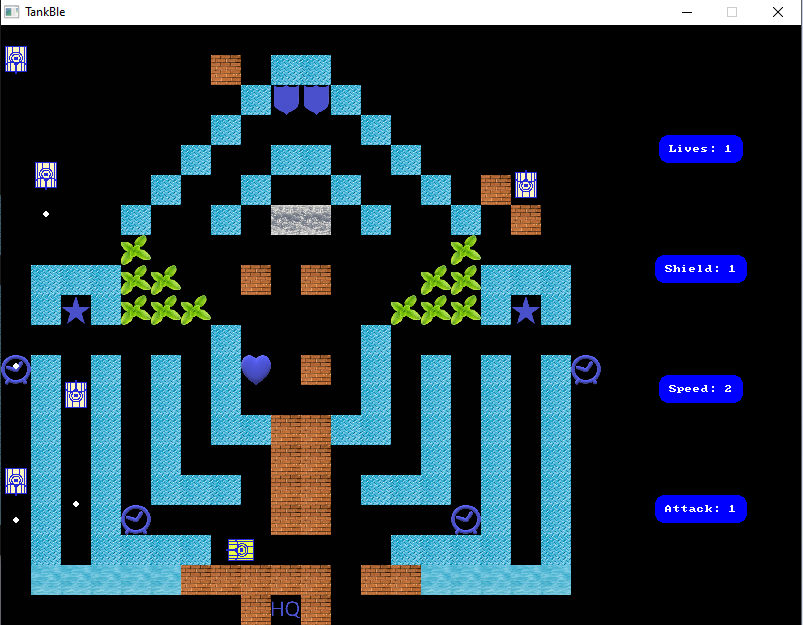 TankBle
Lives: 1
Shield: 1
Speed: 2
Attack: 1
HQ